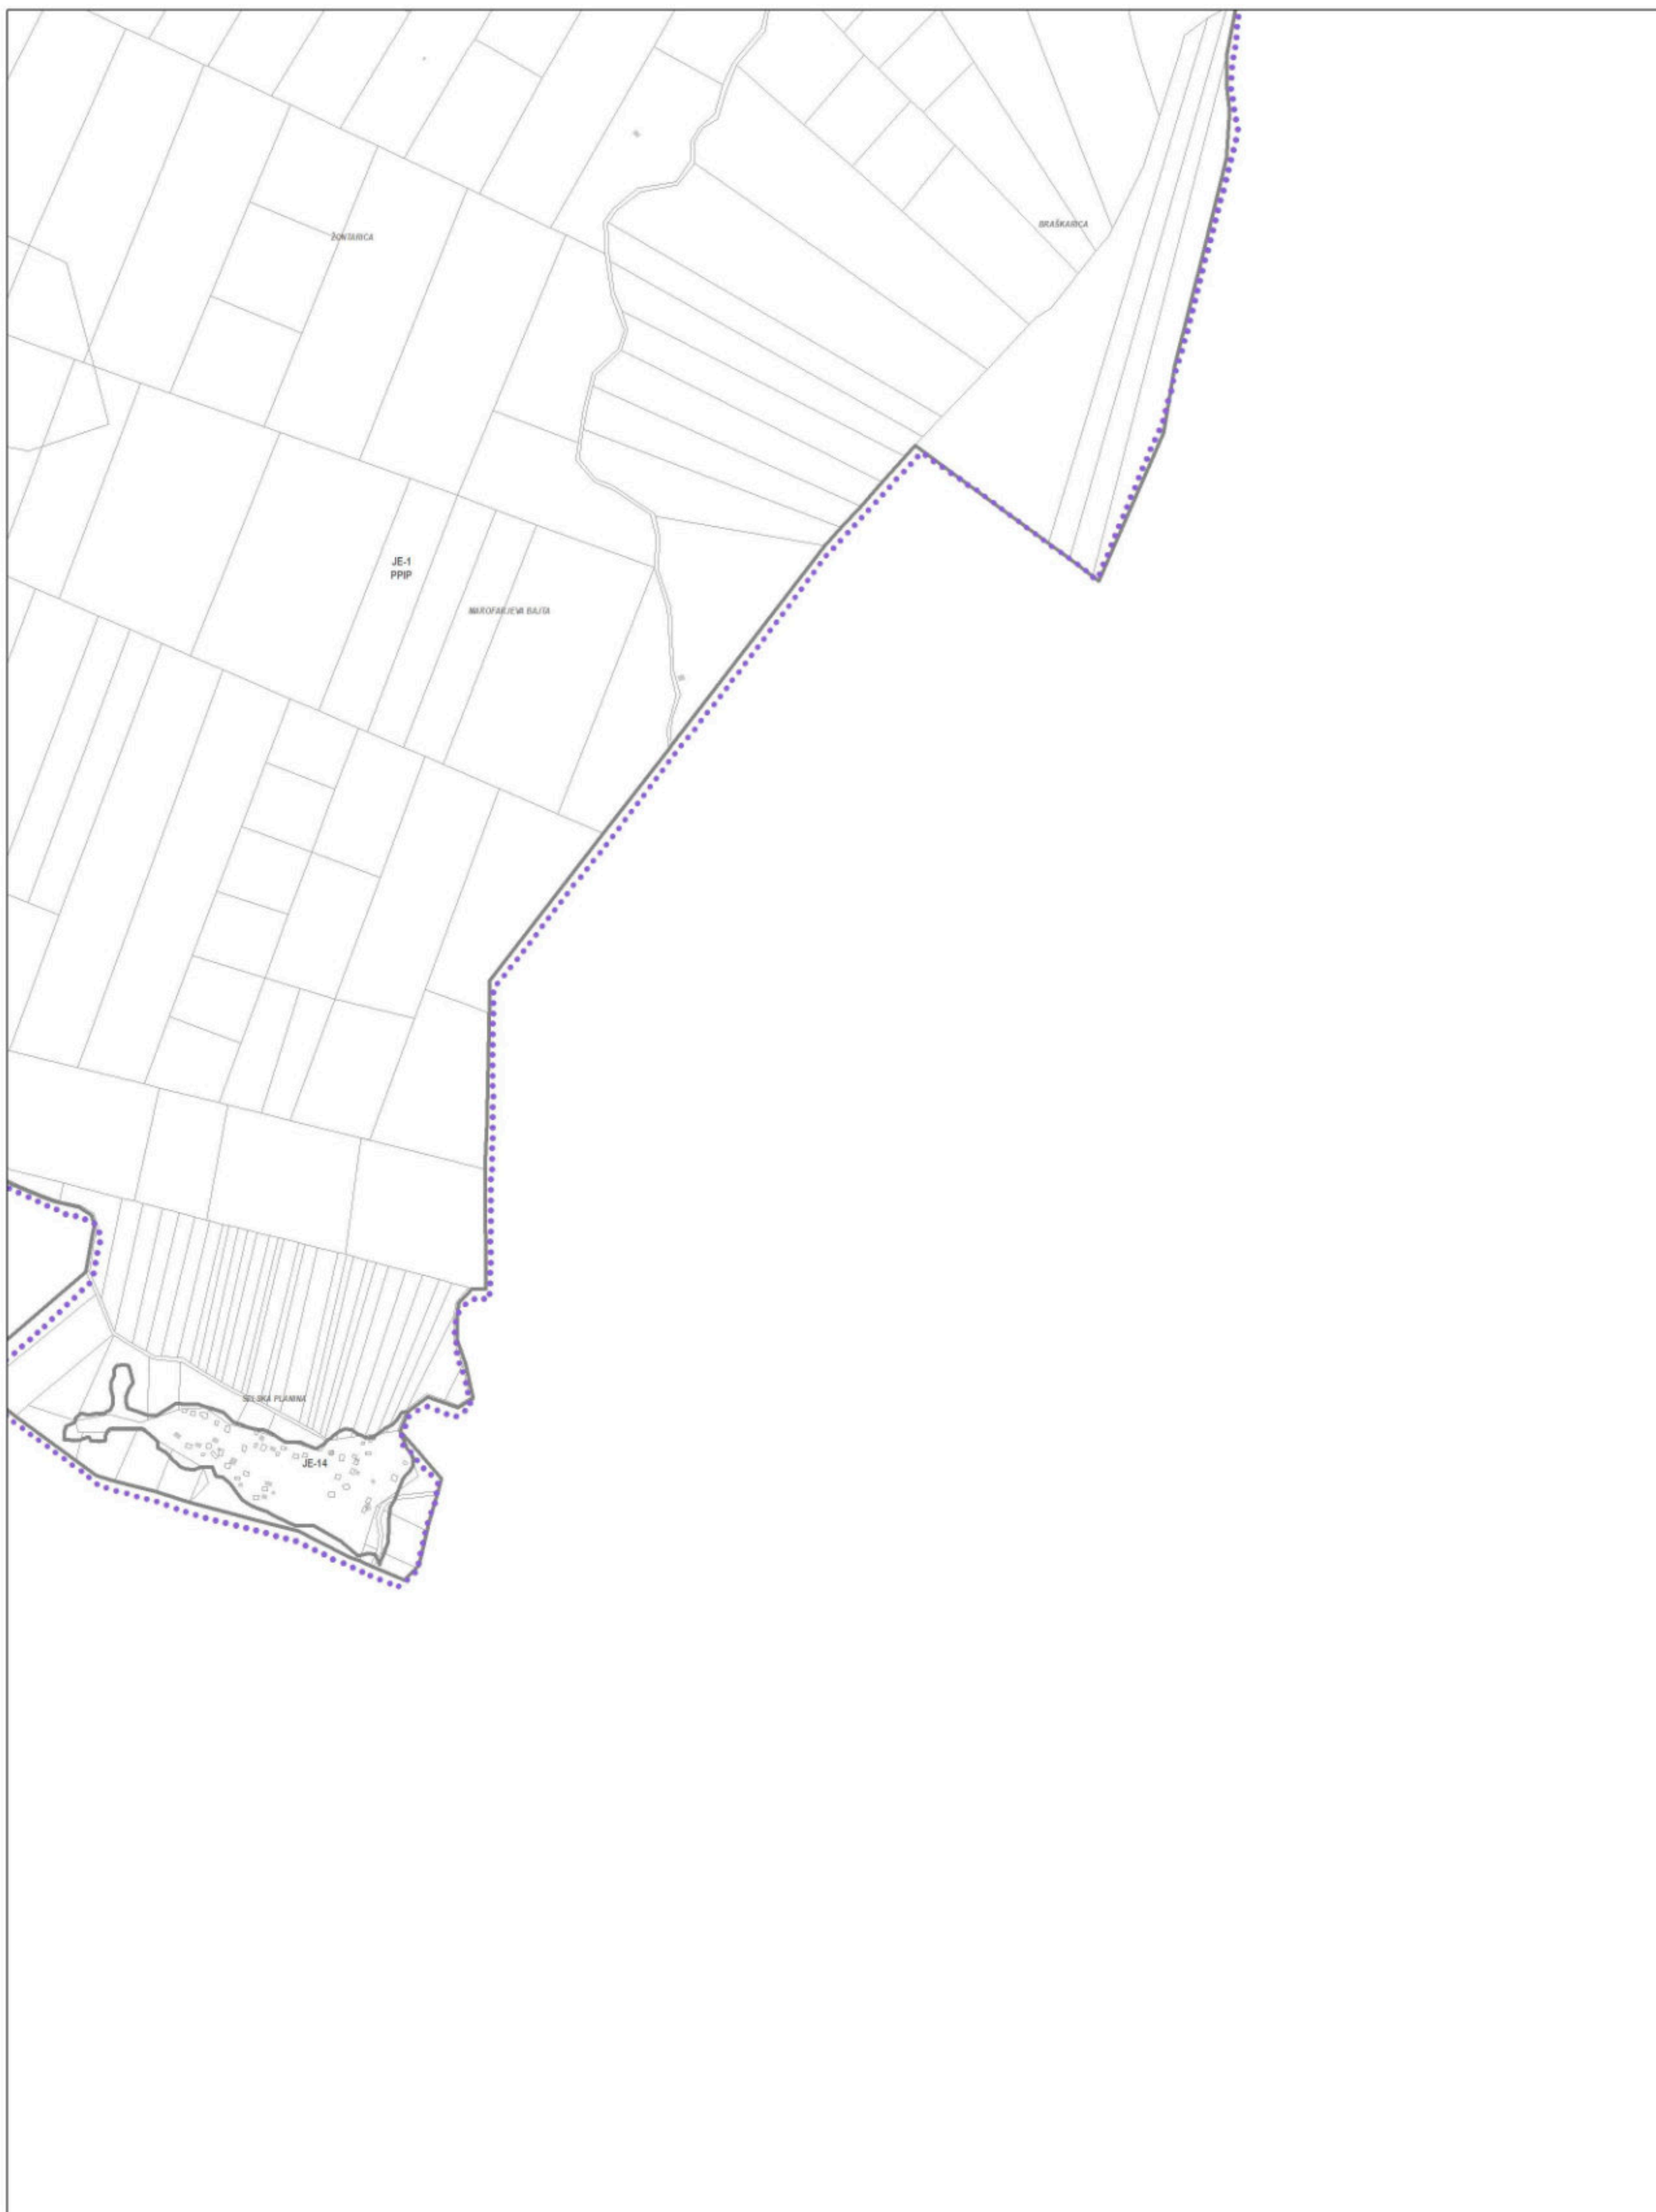 BRAŠKARICA
ŽONTARICA
JE-1
PPIP
MAROFARJEVA BAJTA
SELSKA PLANINA
JE-14